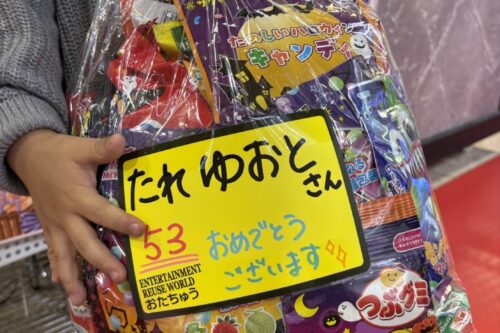 たのしいハロウィン
キャンディ
たれ ゆおと
さん
53
おめでとう
ございます
ENTERTAINMENT
REUSE WORLD
おたちゅう
つぶグミ